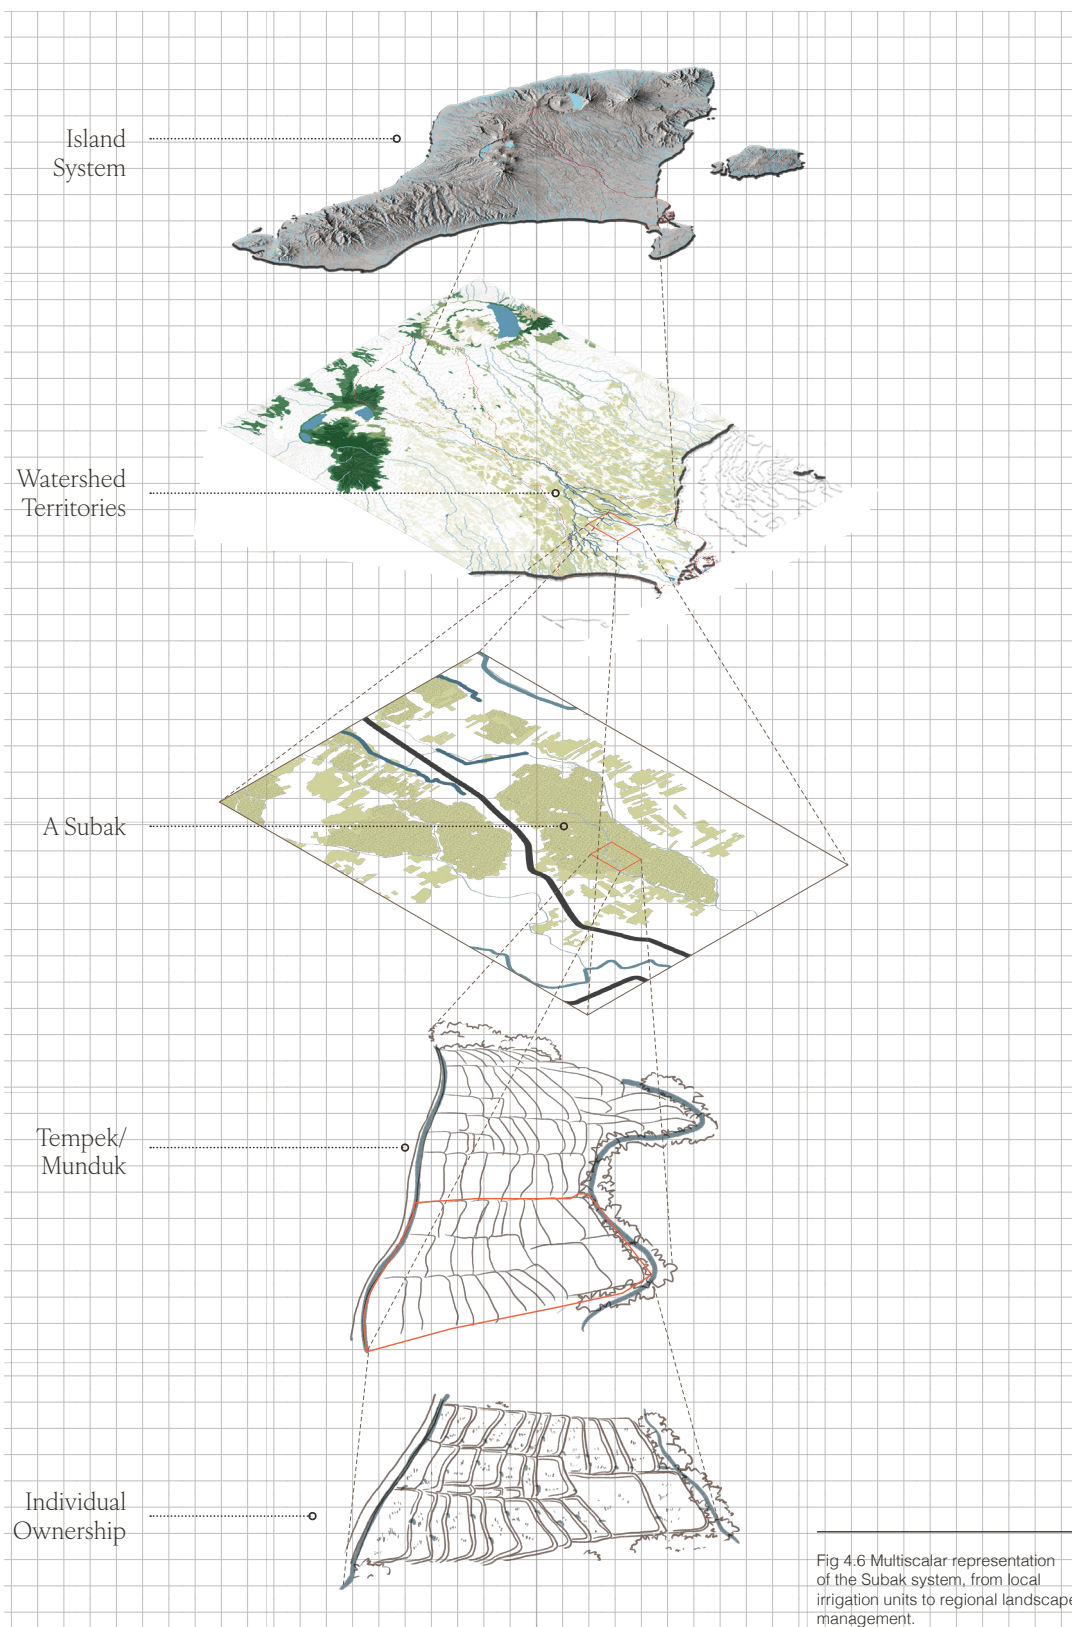 Island
System
Watershed
Territories
A Subak
Tempek/
Munduk
Individual
Ownership
Fig 4.6 Multiscalar representation
of the Subak system, from local
irrigation units to regional landscape
management.